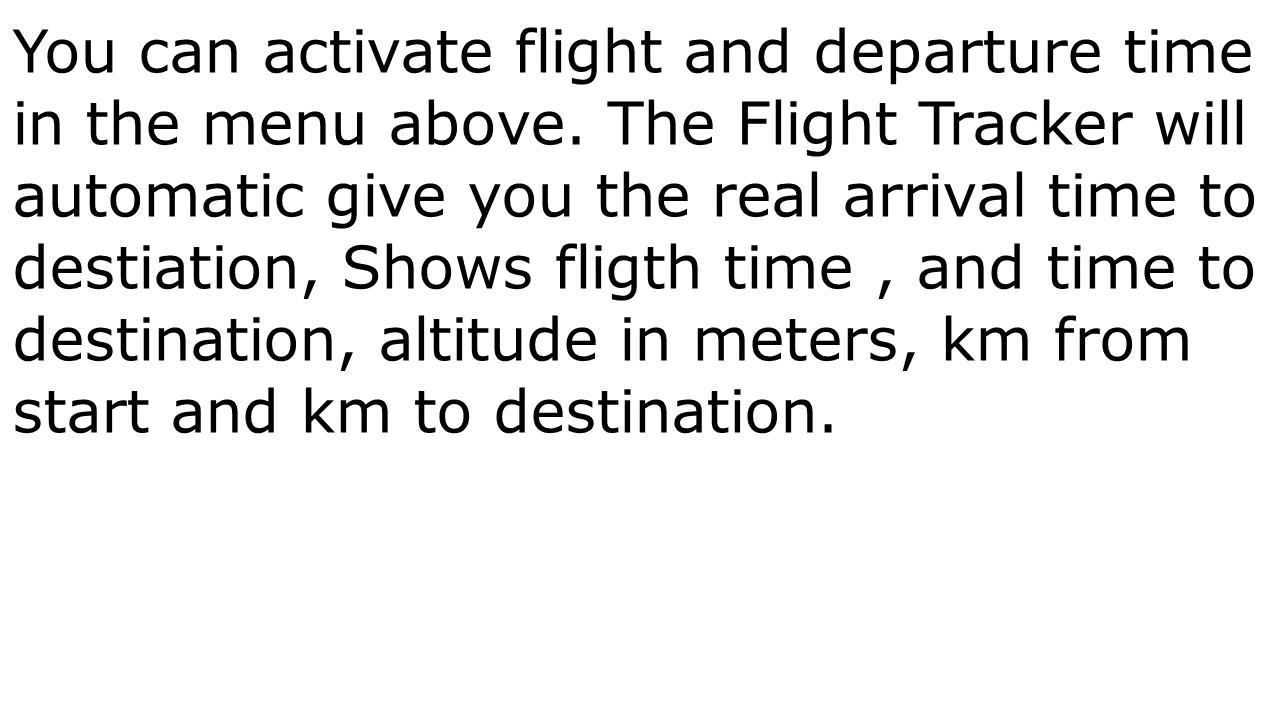 You can activate flight and departure time
in the menu above. The Flight Tracker will
automatic give you the real arrival time to
destiation, Shows fligth time , and time to
destination, altitude in meters, km from
start and km to destination.